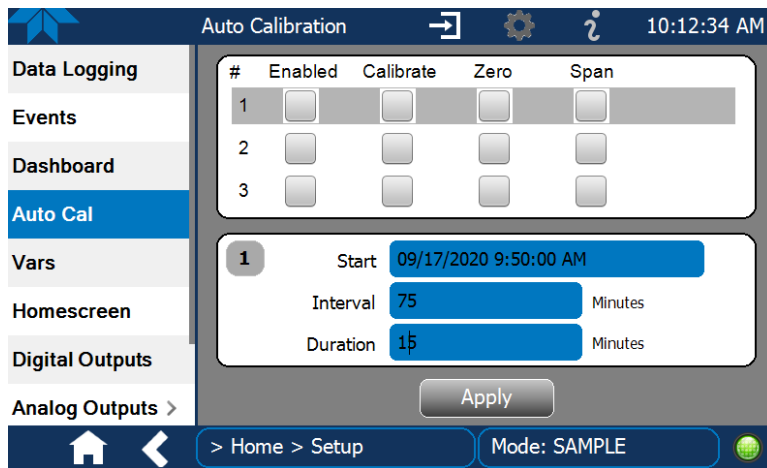 Auto Calibration 10:12:34 AM
Data Logging
Events
Dashboard
Auto Cal
Vars
Homescreen
Digital Outputs
Analog Outputs >
# Enabled Calibrate Zero Span
1
2
3
1 Start 09/17/2020 9:50:00 AM
Interval 75 Minutes
Duration 15 Minutes
Apply
> Home > Setup Mode: SAMPLE